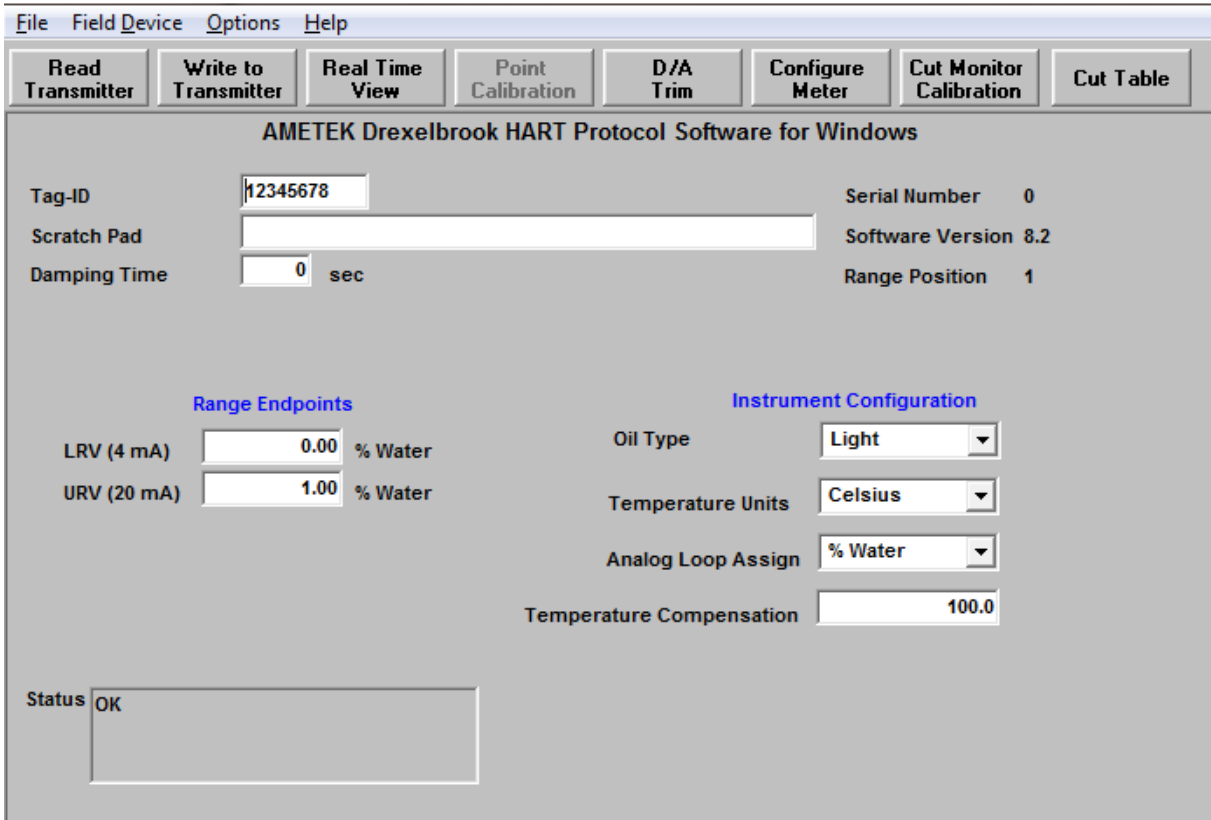 File Field Device Options Help
Read Transmitter Write to Transmitter Real Time View Point Calibration D/A Trim Configure Meter Cut Monitor Calibration Cut Table
AMETEK Drexelbrook HART Protocol Software for Windows
Tag-ID 12345678 Serial Number 0
Scratch Pad Software Version 8.2
Damping Time 0 sec Range Position 1
Range Endpoints Instrument Configuration
Oil Type Light
LRV (4 mA) 0.00 % Water
URV (20 mA) 1.00 % Water
Temperature Units Celsius
Analog Loop Assign % Water
Temperature Compensation 100.0
Status OK